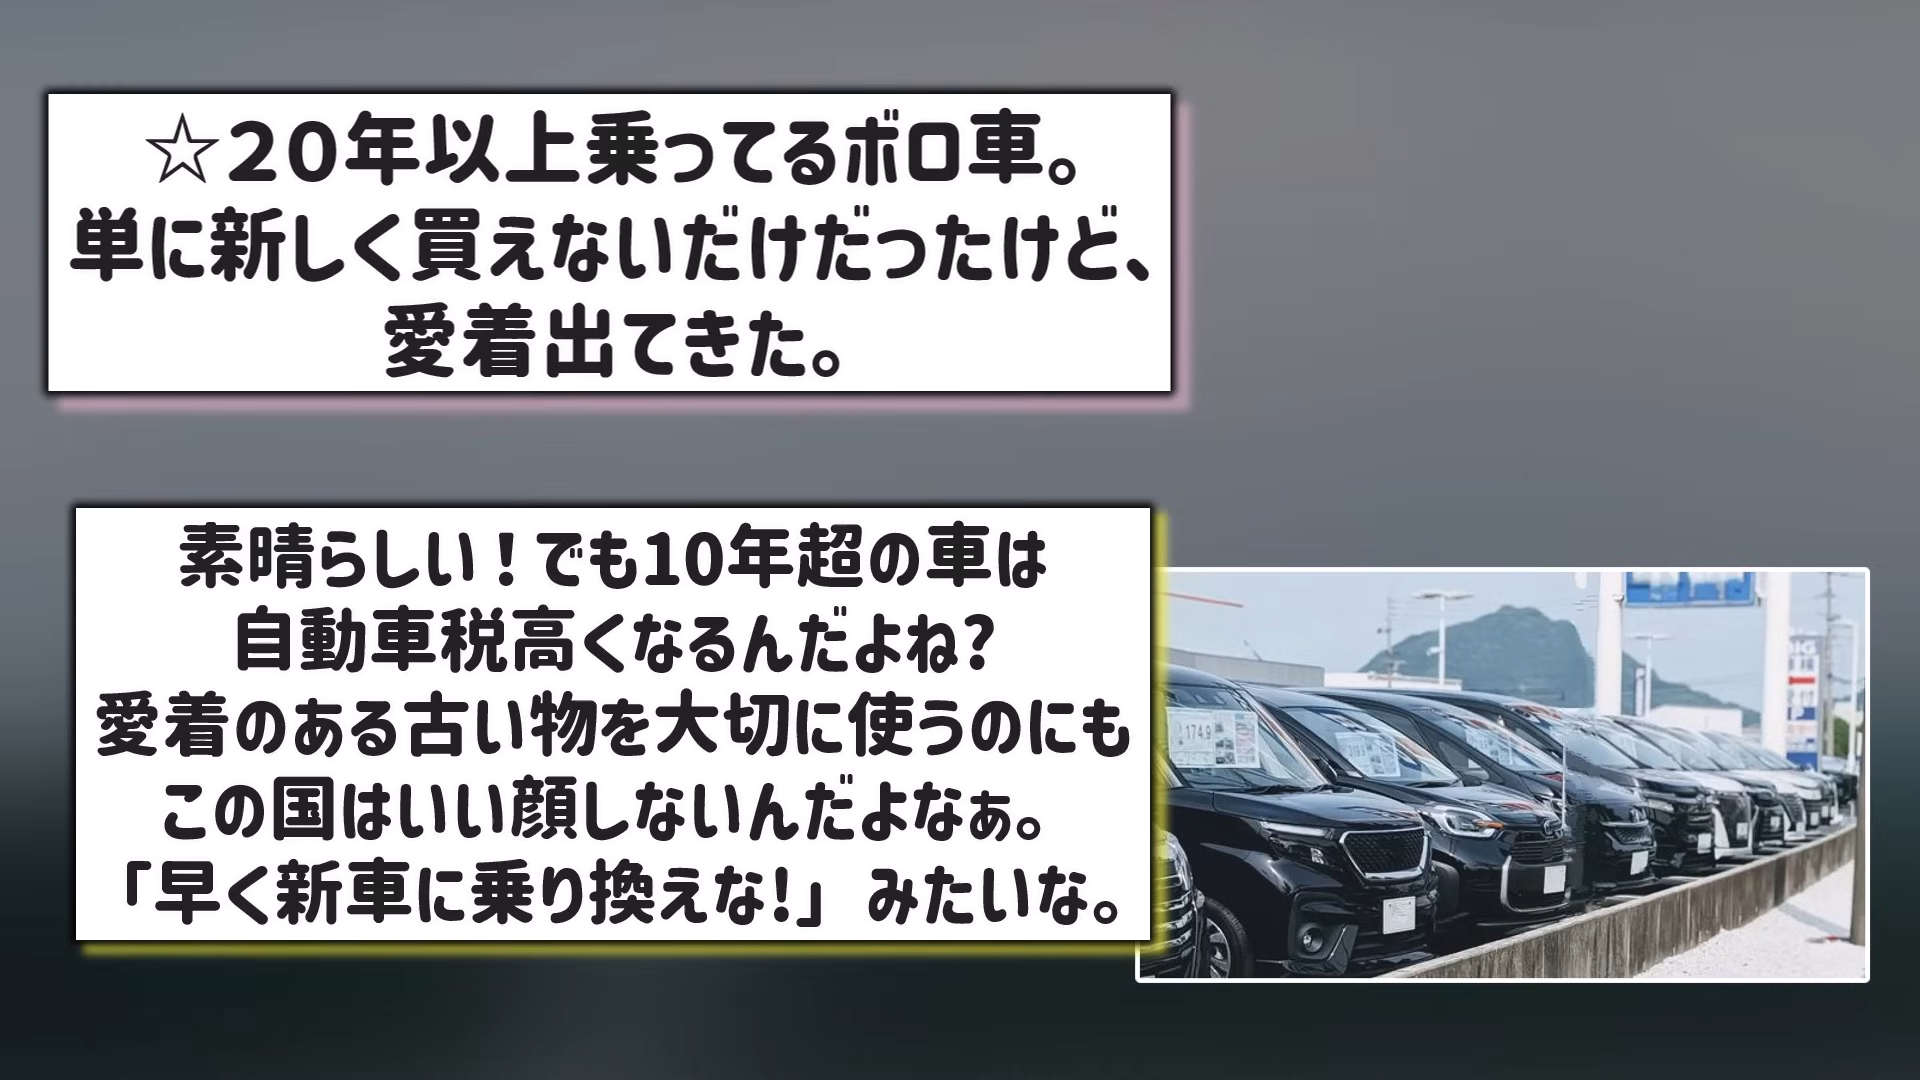 ☆２０年以上乗ってるボロ車。
単に新しく買えないだけだったけど、
愛着出てきた。
素晴らしい！でも10年超の車は
自動車税高くなるんだよね?
愛着のある古い物を大切に使うのにも
この国はいい顔しないんだよなぁ。
「早く新車に乗り換えな!」 みたいな。
174.9